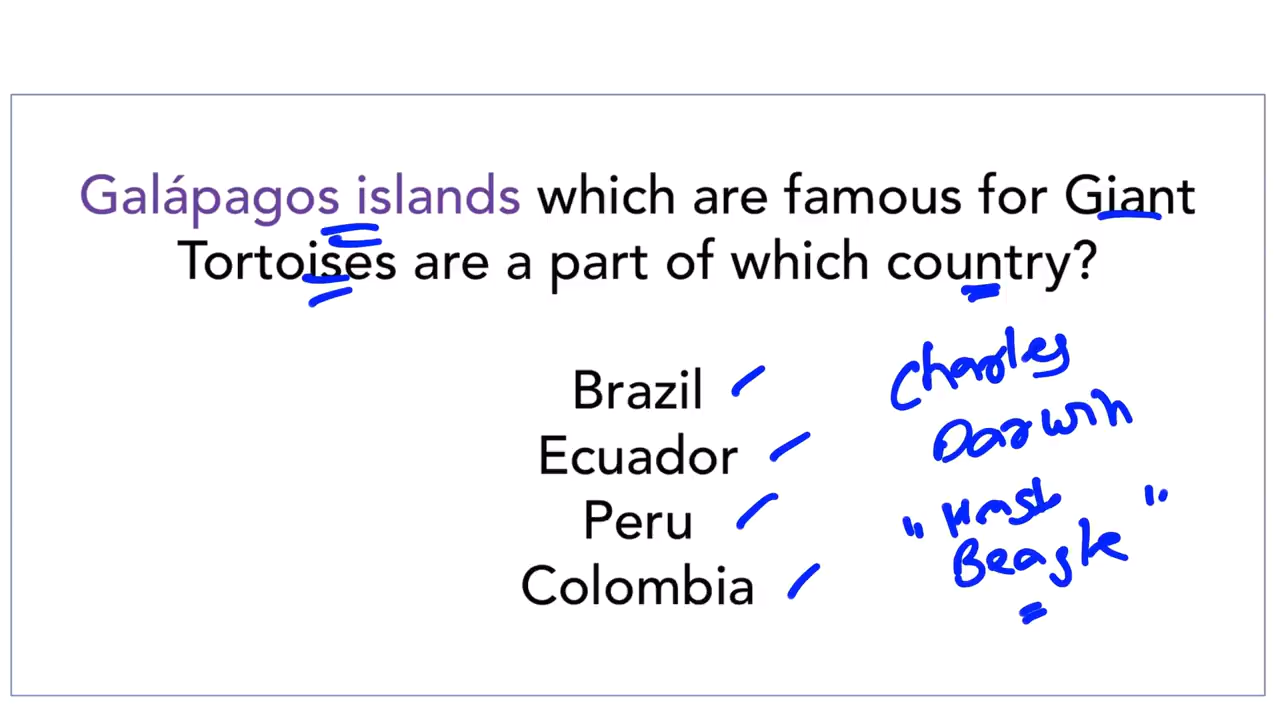 Galápagos islands which are famous for Giant
Tortoises are a part of which country?
Brazil
Ecuador
Peru
Colombia
Charles
Darwin
"
"
Beagle